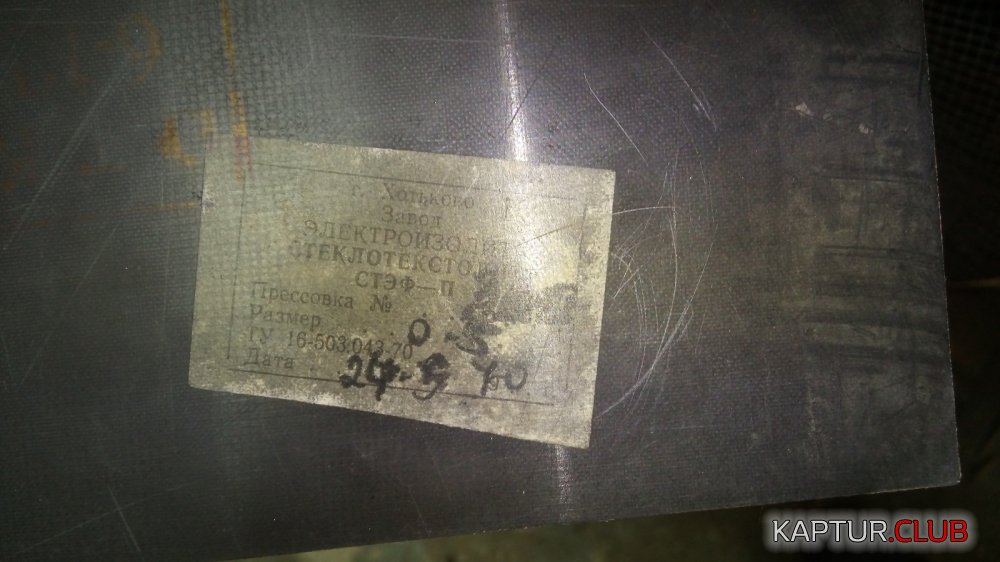 г. Хотьково
Завод
ЭЛЕКТРОИЗОЛИТ
СТЕКЛОТЕКСТОЛИТ
СТЭФ—П
Прессовка №
Размер
ТУ 16-503.043.70
Дата
KAPTUR.CLUB